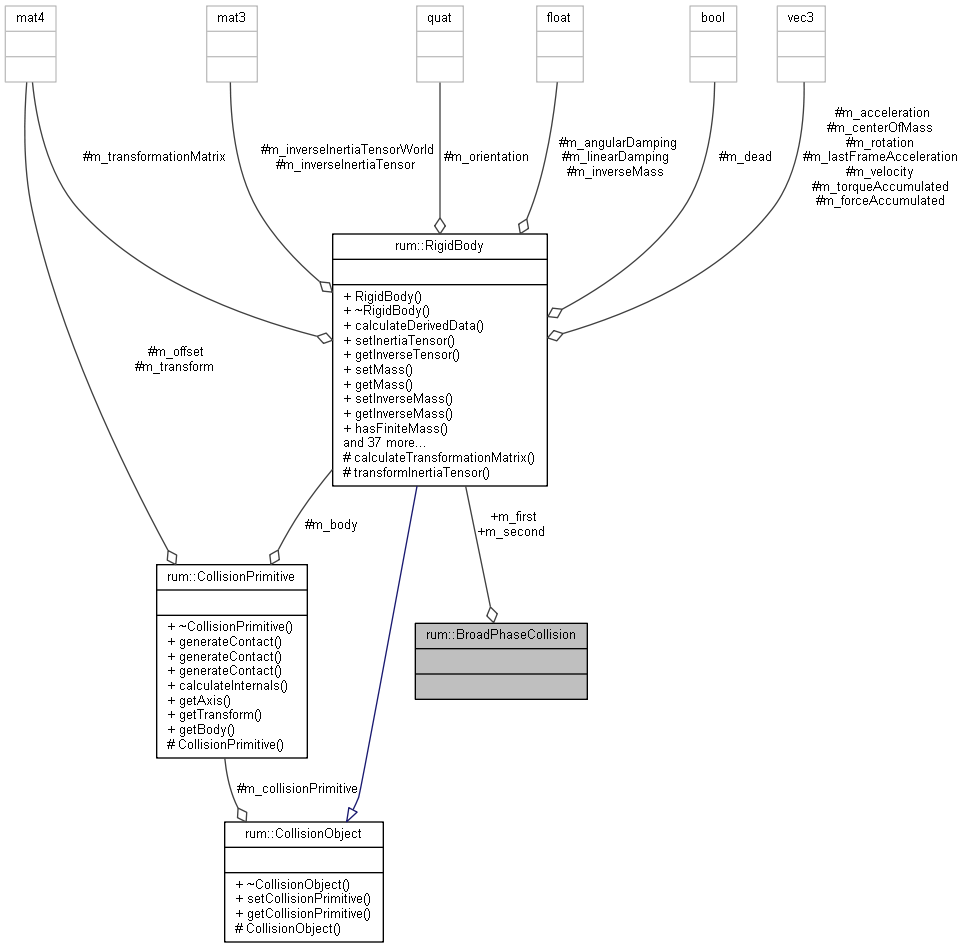 mat4
mat3
quat
float
bool
vec3
#m_transformationMatrix
#m_inverseInertiaTensorWorld
#m_inverseInertiaTensor
#m_orientation
#m_angularDamping
#m_linearDamping
#m_inverseMass
#m_dead
#m_acceleration
#m_centerOfMass
#m_rotation
#m_lastFrameAcceleration
#m_velocity
#m_torqueAccumulated
#m_forceAccumulated
rum::RigidBody
+ RigidBody()
+ ~RigidBody()
+ calculateDerivedData()
+ setInertiaTensor()
+ getInverseTensor()
+ setMass()
+ getMass()
+ setInverseMass()
+ getInverseMass()
+ hasFiniteMass()
and 37 more...
# calculateTransformationMatrix()
# transformInertiaTensor()
#m_offset
#m_transform
#m_body
+m_first
+m_second
rum::CollisionPrimitive
+ ~CollisionPrimitive()
+ generateContact()
+ generateContact()
+ generateContact()
+ calculateInternals()
+ getAxis()
+ getTransform()
+ getBody()
# CollisionPrimitive()
rum::BroadPhaseCollision
#m_collisionPrimitive
rum::CollisionObject
+ ~CollisionObject()
+ setCollisionPrimitive()
+ getCollisionPrimitive()
# CollisionObject()